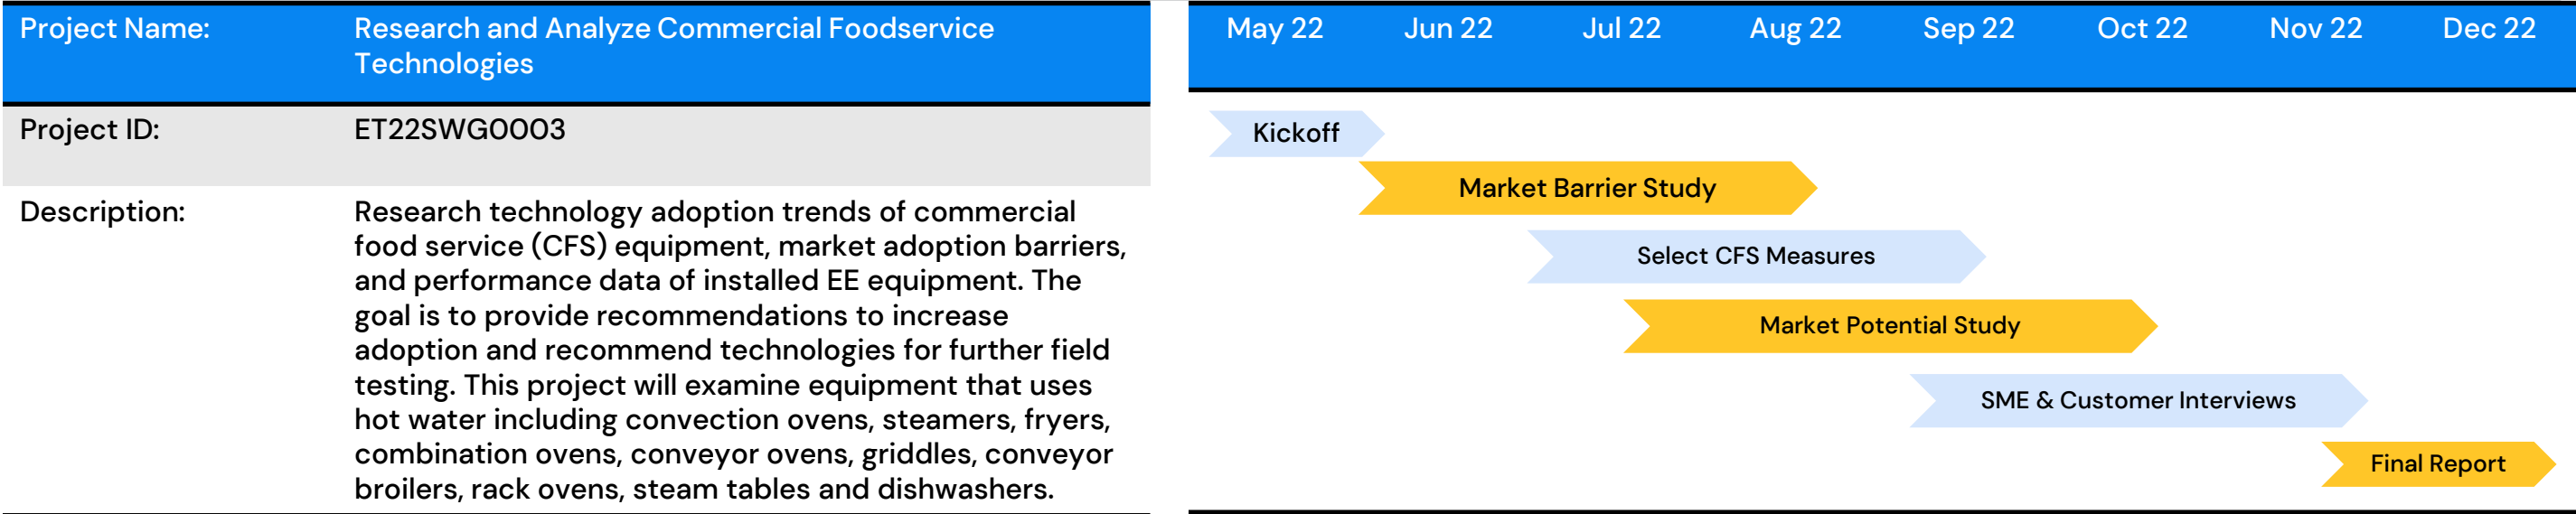 Project Name: Research and Analyze Commercial Foodservice
Technologies
Project ID: ET22SWG0003
Description: Research technology adoption trends of commercial
food service (CFS) equipment, market adoption barriers,
and performance data of installed EE equipment. The
goal is to provide recommendations to increase
adoption and recommend technologies for further field
testing. This project will examine equipment that uses
hot water including convection ovens, steamers, fryers,
combination ovens, conveyor ovens, griddles, conveyor
broilers, rack ovens, steam tables and dishwashers.
May 22 Jun 22 Jul 22 Aug 22 Sep 22 Oct 22 Nov 22 Dec 22
Kickoff
Market Barrier Study
Select CFS Measures
Market Potential Study
SME & Customer Interviews
Final Report